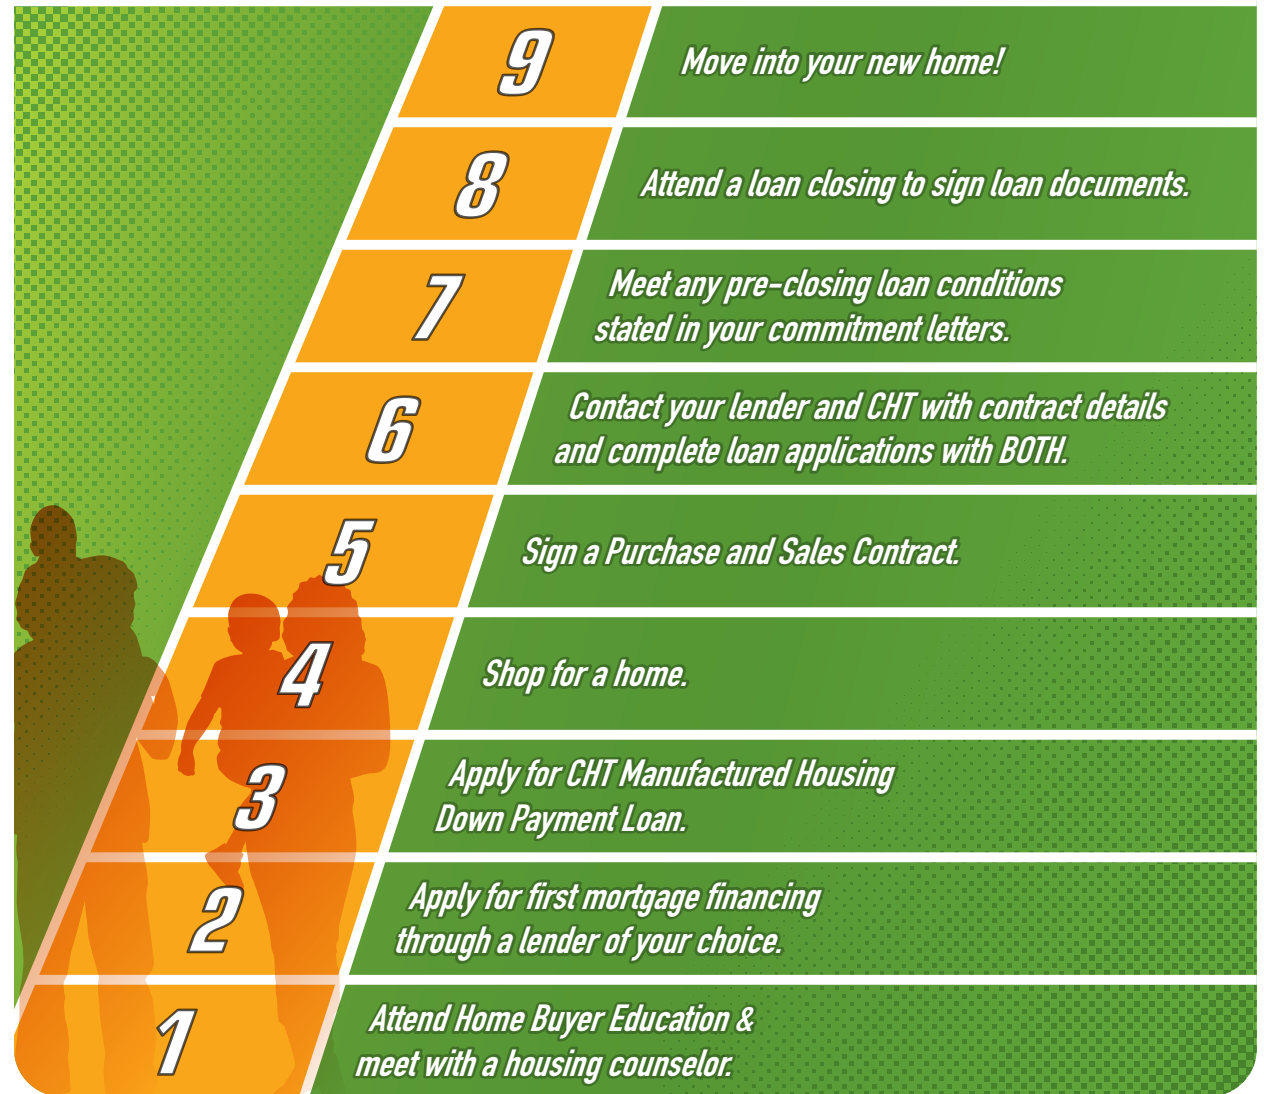 9
Move into your new home!
8
Attend a loan closing to sign loan documents.
7
Meet any pre-closing loan conditions
stated in your commitment letters.
6
Contact your lender and CHT with contract details
and complete loan applications with BOTH.
5
Sign a Purchase and Sales Contract.
4
Shop for a home.
3
Apply for CHT Manufactured Housing
Down Payment Loan.
2
Apply for first mortgage financing
through a lender of your choice.
1
Attend Home Buyer Education &
meet with a housing counselor.